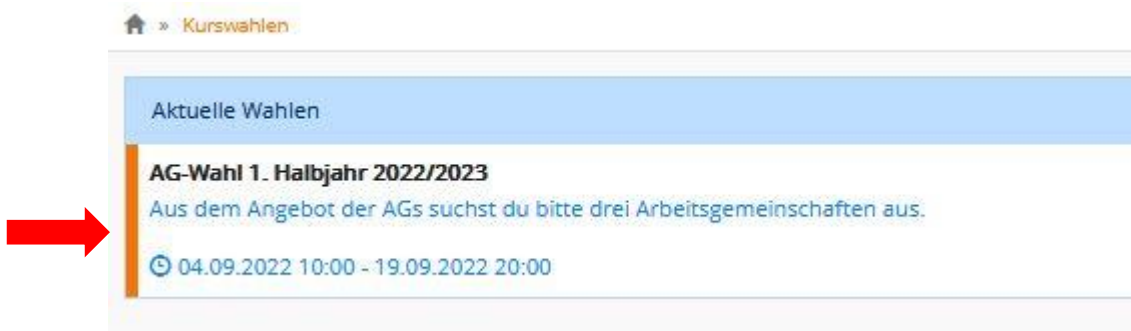 » Kurswahlen
Aktuelle Wahlen
AG-Wahl 1. Halbjahr 2022/2023
Aus dem Angebot der AGs suchst du bitte drei Arbeitsgemeinschaften aus.
04.09.2022 10:00 - 19.09.2022 20:00